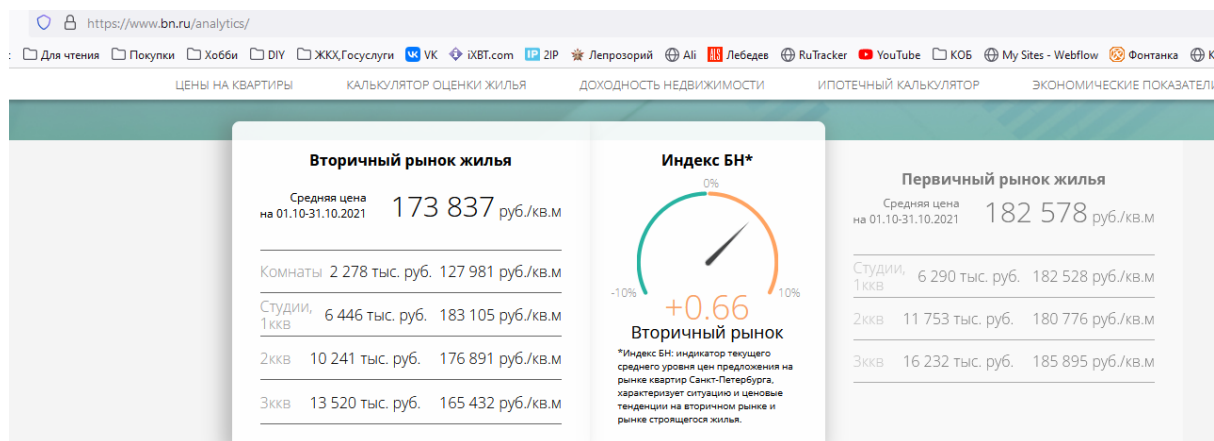 https://www.bn.ru/analytics/
Для чтения Покупки Хобби DIY ЖКХ,Госуслуги VK iXBT.com 2IP Лепрозорий Ali Лебедев RuTracker YouTube КОБ My Sites - Webflow Фонтанка
ЦЕНЫ НА КВАРТИРЫ КАЛЬКУЛЯТОР ОЦЕНКИ ЖИЛЬЯ ДОХОДНОСТЬ НЕДВИЖИМОСТИ ИПОТЕЧНЫЙ КАЛЬКУЛЯТОР ЭКОНОМИЧЕСКИЕ ПОКАЗАТЕЛИ
Вторичный рынок жилья
Средняя цена
на 01.10-31.10.2021 173 837 руб./кв.м
Комнаты 2 278 тыс. руб. 127 981 руб./кв.м
Студии,
1ккв 6 446 тыс. руб. 183 105 руб./кв.м
2ккв 10 241 тыс. руб. 176 891 руб./кв.м
3ккв 13 520 тыс. руб. 165 432 руб./кв.м
Индекс БН*
0%
-10% 10%
+0.66
Вторичный рынок
*Индекс БН: индикатор текущего
среднего уровня цен предложения на
рынке квартир Санкт-Петербурга,
характеризует ситуацию и ценовые
тенденции на вторичном рынке и
рынке строящегося жилья.
Первичный рынок жилья
Средняя цена
на 01.10-31.10.2021 182 578 руб./кв.м
Студии,
1ккв 6 290 тыс. руб. 182 528 руб./кв.м
2ккв 11 753 тыс. руб. 180 776 руб./кв.м
3ккв 16 232 тыс. руб. 185 895 руб./кв.м